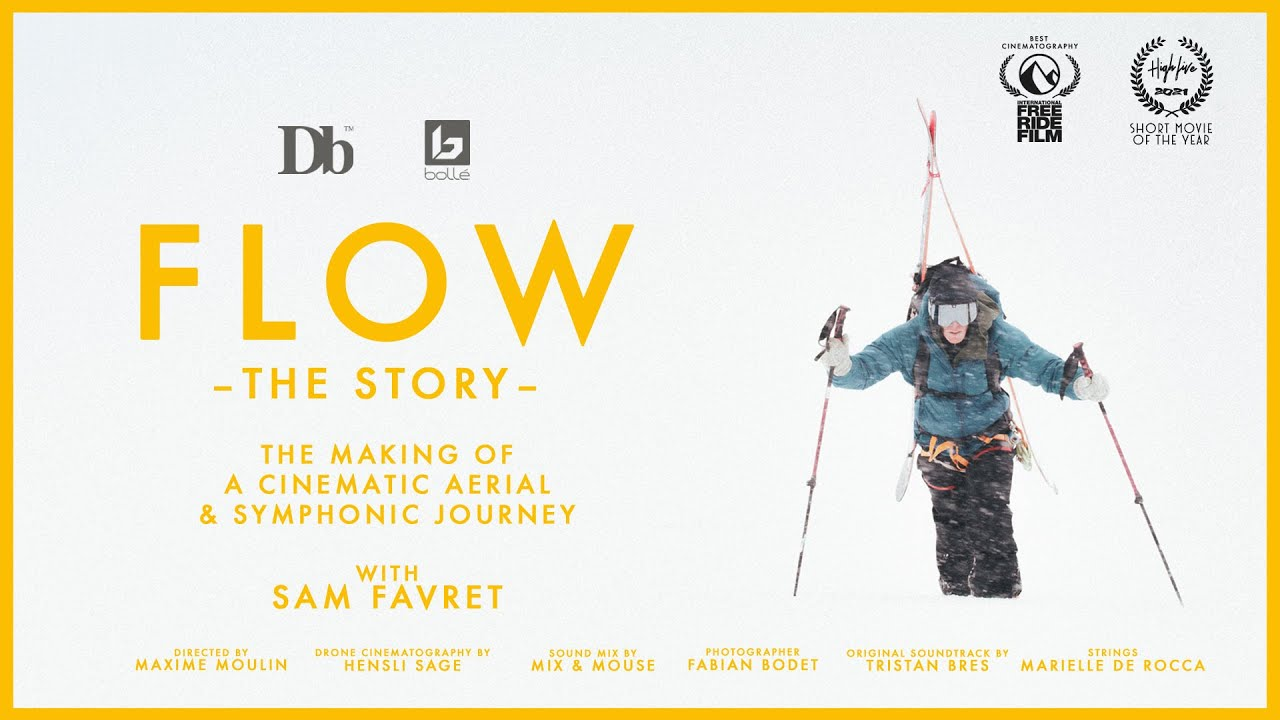 BEST
CINEMATOGRAPHY
INTERNATIONAL
FREE
RIDE
FILM
High Five
2021
SHORT MOVIE
OF THE YEAR
Db™
bollé
FLOW
–THE STORY–
THE MAKING OF
A CINEMATIC AERIAL
& SYMPHONIC JOURNEY
WITH
SAM FAVRET
DIRECTED BY
MAXIME MOULIN
DRONE CINEMATOGRAPHY BY
HENSLI SAGE
SOUND MIX BY
MIX & MOUSE
PHOTOGRAPHER
FABIAN BODET
ORIGINAL SOUNDTRACK BY
TRISTAN BRES
STRINGS
MARIELLE DE ROCCA